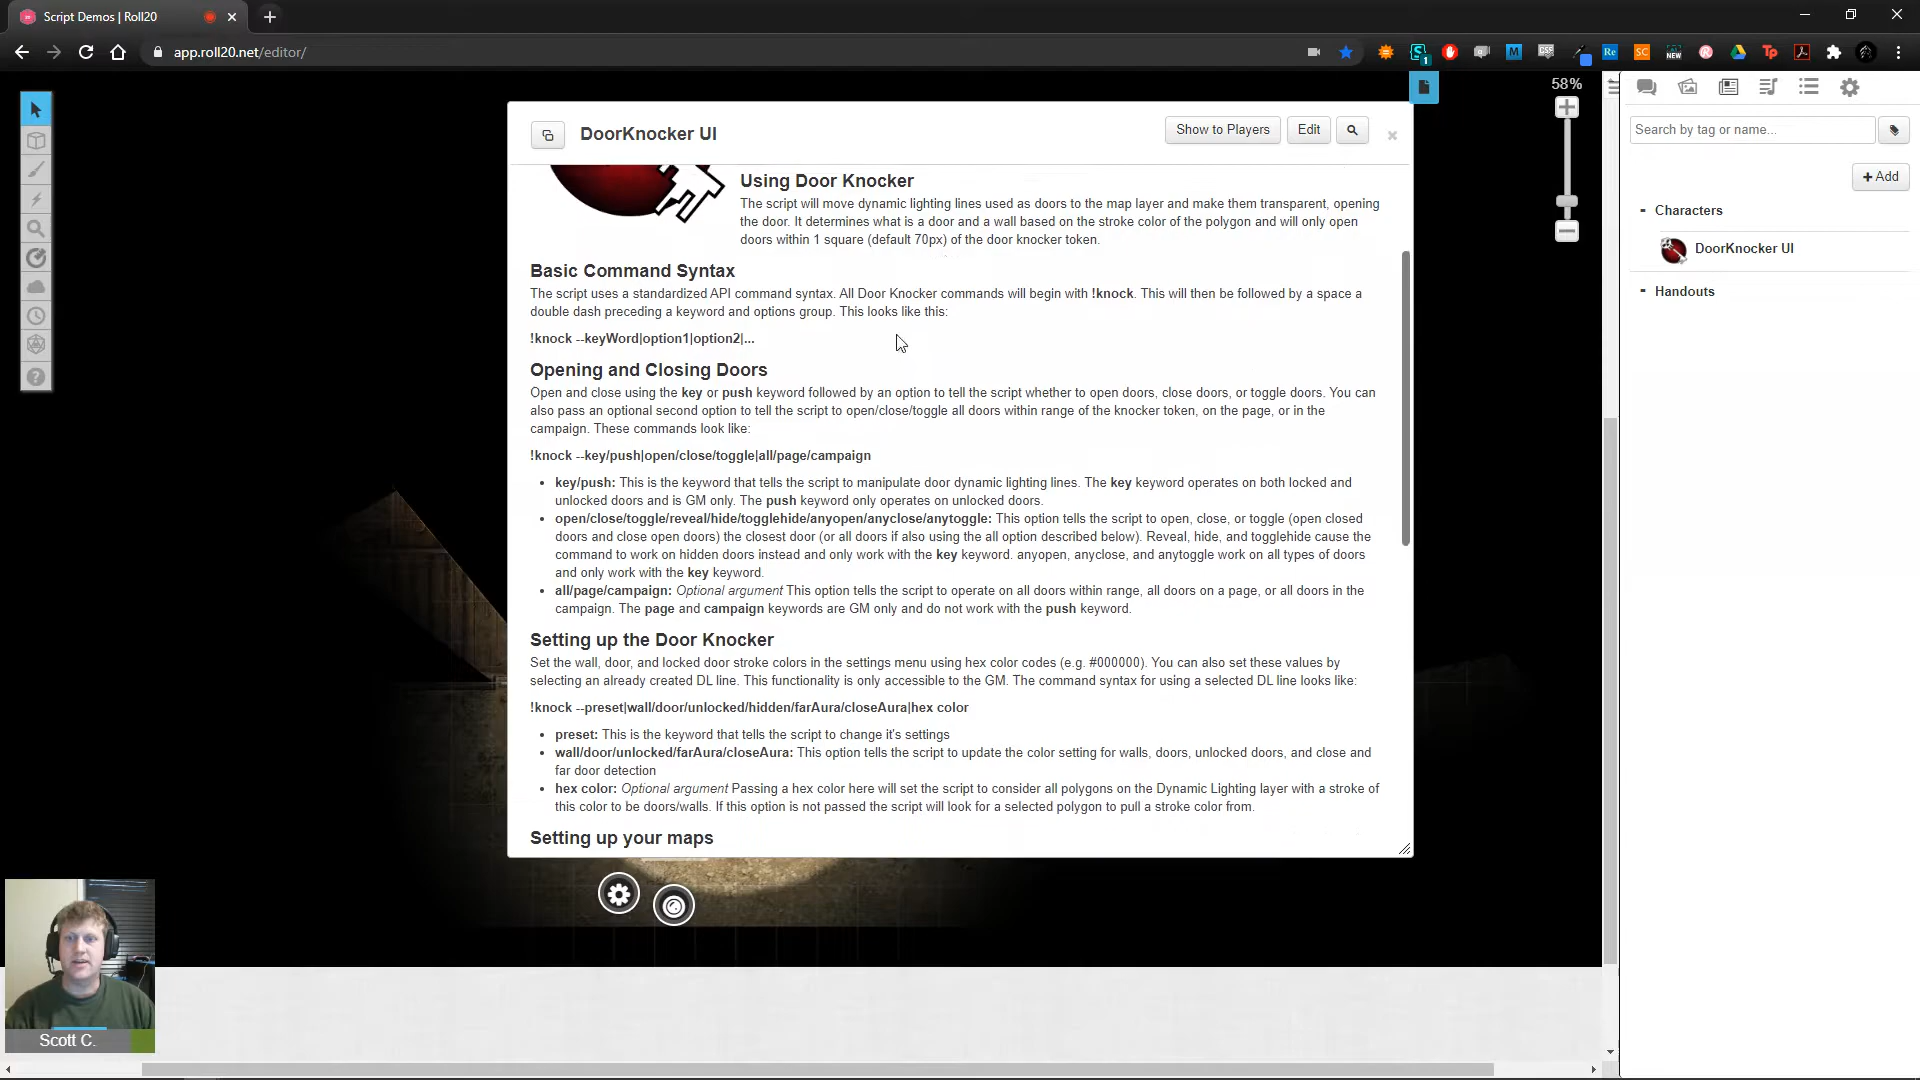 Script Demos | Roll20
app.roll20.net/editor/
58%
DoorKnocker UI
Show to Players
Edit
Search by tag or name...
+ Add
Characters
DoorKnocker UI
Handouts
Using Door Knocker
The script will move dynamic lighting lines used as doors to the map layer and make them transparent, opening
the door. It determines what is a door and a wall based on the stroke color of the polygon and will only open
doors within 1 square (default 70px) of the door knocker token.
Basic Command Syntax
The script uses a standardized API command syntax. All Door Knocker commands will begin with !knock. This will then be followed by a space a
double dash preceding a keyword and options group. This looks like this:
!knock --keyWord|option1|option2|...
Opening and Closing Doors
Open and close using the key or push keyword followed by an option to tell the script whether to open doors, close doors, or toggle doors. You can
also pass an optional second option to tell the script to open/close/toggle all doors within range of the knocker token, on the page, or in the
campaign. These commands look like:
!knock --key/push|open/close/toggle|all/page/campaign
• key/push: This is the keyword that tells the script to manipulate door dynamic lighting lines. The key keyword operates on both locked and
unlocked doors and is GM only. The push keyword only operates on unlocked doors.
• open/close/toggle/reveal/hide/togglehide/anyopen/anyclose/anytoggle: This option tells the script to open, close, or toggle (open closed
doors and close open doors) the closest door (or all doors if also using the all option described below). Reveal, hide, and togglehide cause the
command to work on hidden doors instead and only work with the key keyword. anyopen, anyclose, and anytoggle work on all types of doors
and only work with the key keyword.
• all/page/campaign: Optional argument This option tells the script to operate on all doors within range, all doors on a page, or all doors in the
campaign. The page and campaign keywords are GM only and do not work with the push keyword.
Setting up the Door Knocker
Set the wall, door, and locked door stroke colors in the settings menu using hex color codes (e.g. #000000). You can also set these values by
selecting an already created DL line. This functionality is only accessible to the GM. The command syntax for using a selected DL line looks like:
!knock --preset|wall/door/unlocked/hidden/farAura/closeAura|hex color
• preset: This is the keyword that tells the script to change it's settings
• wall/door/unlocked/farAura/closeAura: This option tells the script to update the color setting for walls, doors, unlocked doors, and close and
far door detection
• hex color: Optional argument Passing a hex color here will set the script to consider all polygons on the Dynamic Lighting layer with a stroke of
this color to be doors/walls. If this option is not passed the script will look for a selected polygon to pull a stroke color from.
Setting up your maps
Scott C.